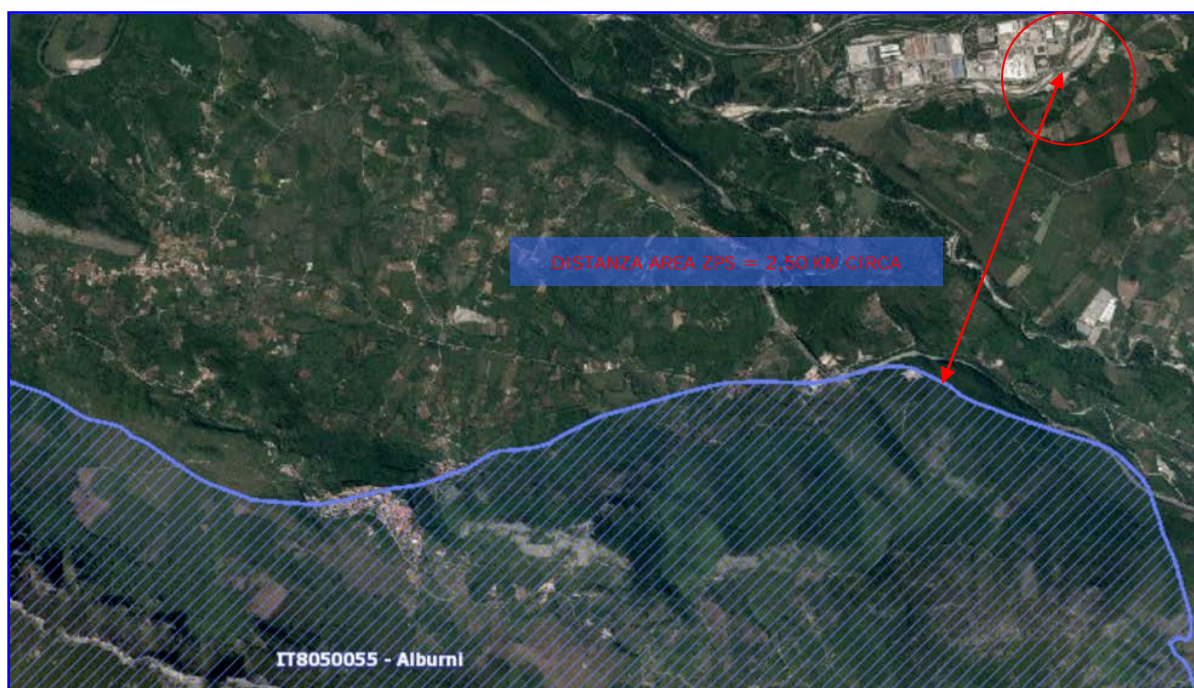 DISTANZA AREA ZPS = 2,50 KM CIRCA
IT8050055 - Alburni